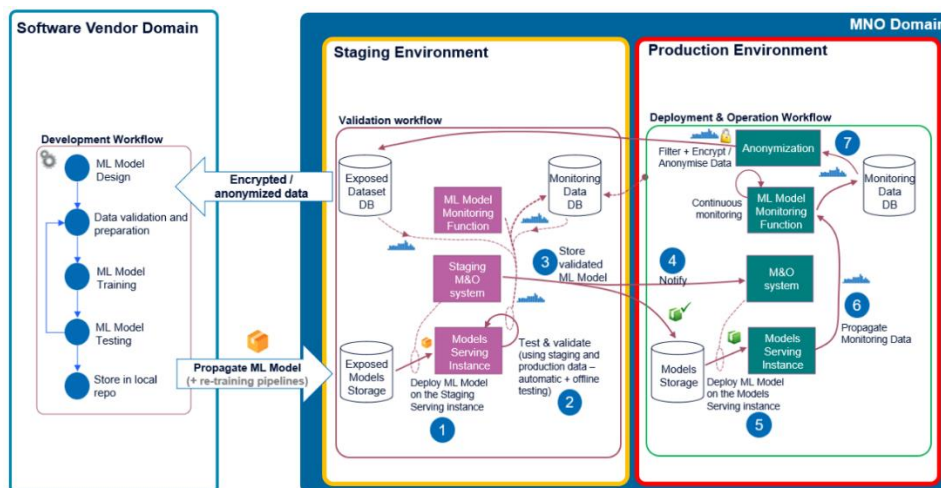 Software Vendor Domain
MNO Domain
Staging Environment
Production Environment
Development Workflow
ML Model
Design
Data validation and
preparation
ML Model
Training
ML Model
Testing
Store in local
repo
Encrypted /
anonymized data
Propagate ML Model
(+ re-training pipelines)
Validation workflow
Exposed
Dataset
DB
ML Model
Monitoring
Function
Monitoring
Data
DB
3
Store
validated
ML Model
Staging
M&O
system
Exposed
Models
Storage
Models
Serving
Instance
Deploy ML Model
on the Staging
Serving instance
1
Test & validate
(using staging and
production data –
automatic + offline
testing)
2
Deployment & Operation Workflow
Filter + Encrypt /
Anonymise Data
Anonymization
7
Continuous
monitoring
ML Model
Monitoring
Function
Monitoring
Data
DB
4
Notify
M&O
system
6
Propagate
Monitoring Data
Models
Storage
Models
Serving
Instance
Deploy ML Model
on the Models
Serving instance
5